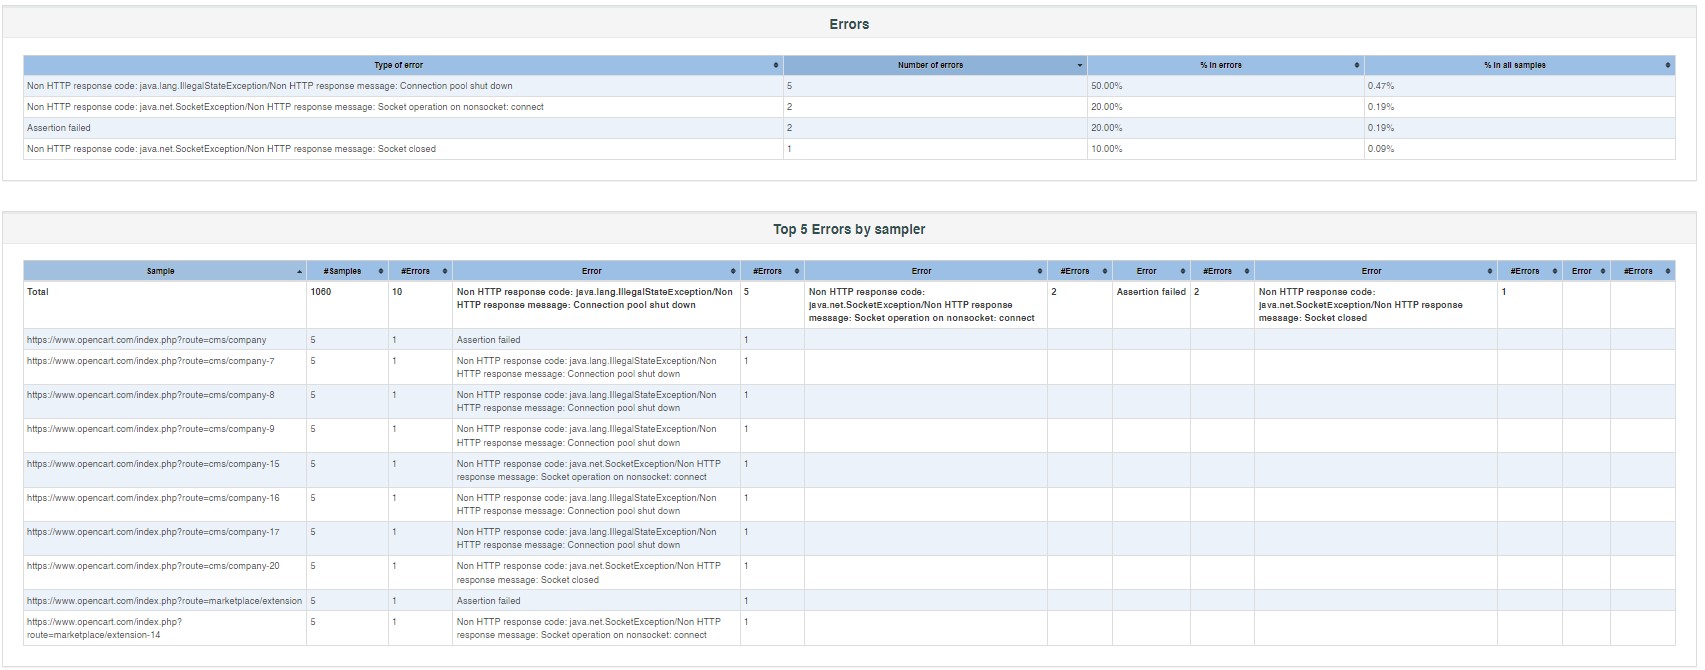 Errors
Type of error Number of errors % in errors % in all samples
Non HTTP response code: java.lang.IllegalStateException/Non HTTP response message: Connection pool shut down 5 50.00% 0.47%
Non HTTP response code: java.net.SocketException/Non HTTP response message: Socket operation on nonsocket: connect 2 20.00% 0.19%
Assertion failed 2 20.00% 0.19%
Non HTTP response code: java.net.SocketException/Non HTTP response message: Socket closed 1 10.00% 0.09%
Top 5 Errors by sampler
Sample #Samples #Errors Error #Errors Error #Errors Error #Errors Error #Errors Error #Errors
Total 1060 10 Non HTTP response code: java.lang.IllegalStateException/Non 5 Non HTTP response code: 2 Assertion failed 2 Non HTTP response code: 1
HTTP response message: Connection pool shut down java.net.SocketException/Non HTTP response java.net.SocketException/Non HTTP response
message: Socket operation on nonsocket: connect message: Socket closed
https://www.opencart.com/index.php?route=cms/company 5 1 Assertion failed 1
https://www.opencart.com/index.php?route=cms/company-7 5 1 Non HTTP response code: java.lang.IllegalStateException/Non 1
HTTP response message: Connection pool shut down
https://www.opencart.com/index.php?route=cms/company-8 5 1 Non HTTP response code: java.lang.IllegalStateException/Non 1
HTTP response message: Connection pool shut down
https://www.opencart.com/index.php?route=cms/company-9 5 1 Non HTTP response code: java.lang.IllegalStateException/Non 1
HTTP response message: Connection pool shut down
https://www.opencart.com/index.php?route=cms/company-15 5 1 Non HTTP response code: java.net.SocketException/Non HTTP 1
response message: Socket operation on nonsocket: connect
https://www.opencart.com/index.php?route=cms/company-16 5 1 Non HTTP response code: java.lang.IllegalStateException/Non 1
HTTP response message: Connection pool shut down
https://www.opencart.com/index.php?route=cms/company-17 5 1 Non HTTP response code: java.lang.IllegalStateException/Non 1
HTTP response message: Connection pool shut down
https://www.opencart.com/index.php?route=cms/company-20 5 1 Non HTTP response code: java.net.SocketException/Non HTTP 1
response message: Socket closed
https://www.opencart.com/index.php?route=marketplace/extension 5 1 Assertion failed 1
https://www.opencart.com/index.php? 5 1 Non HTTP response code: java.net.SocketException/Non HTTP 1
route=marketplace/extension-14 response message: Socket operation on nonsocket: connect